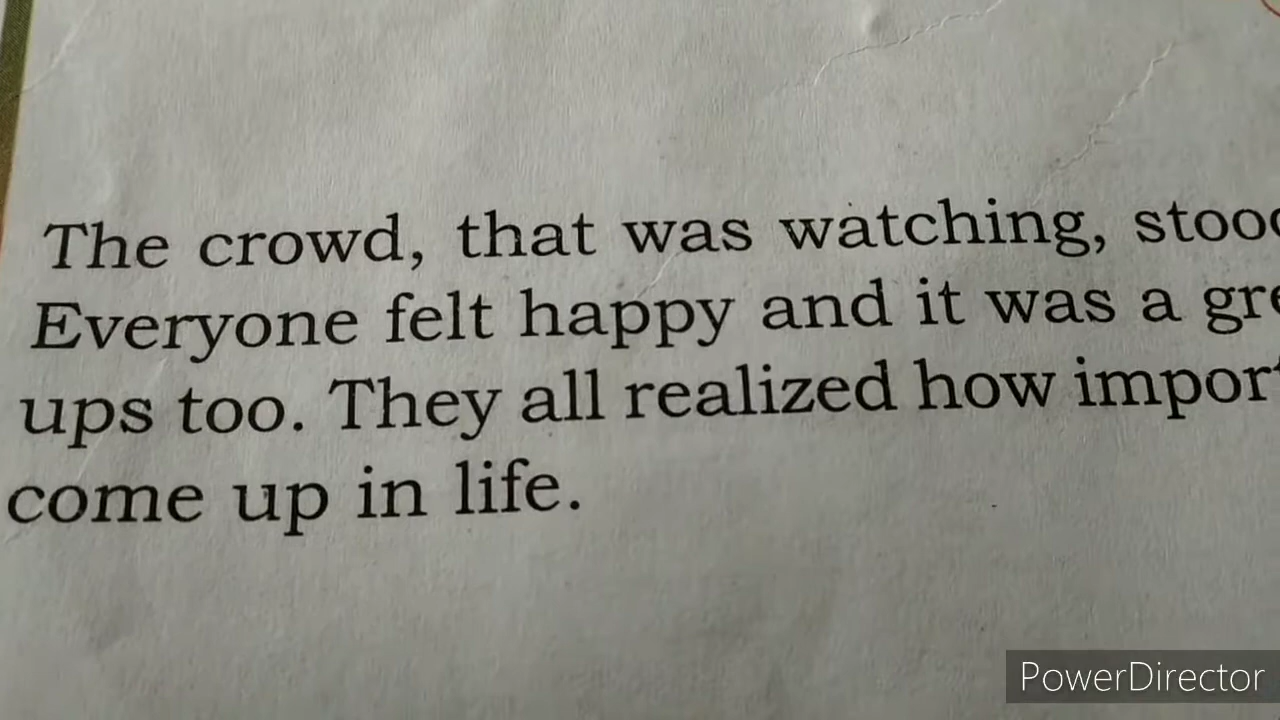 The crowd, that was watching,
Everyone felt happy and it was a
ups too. They all realized how
come up in life.
PowerDirector